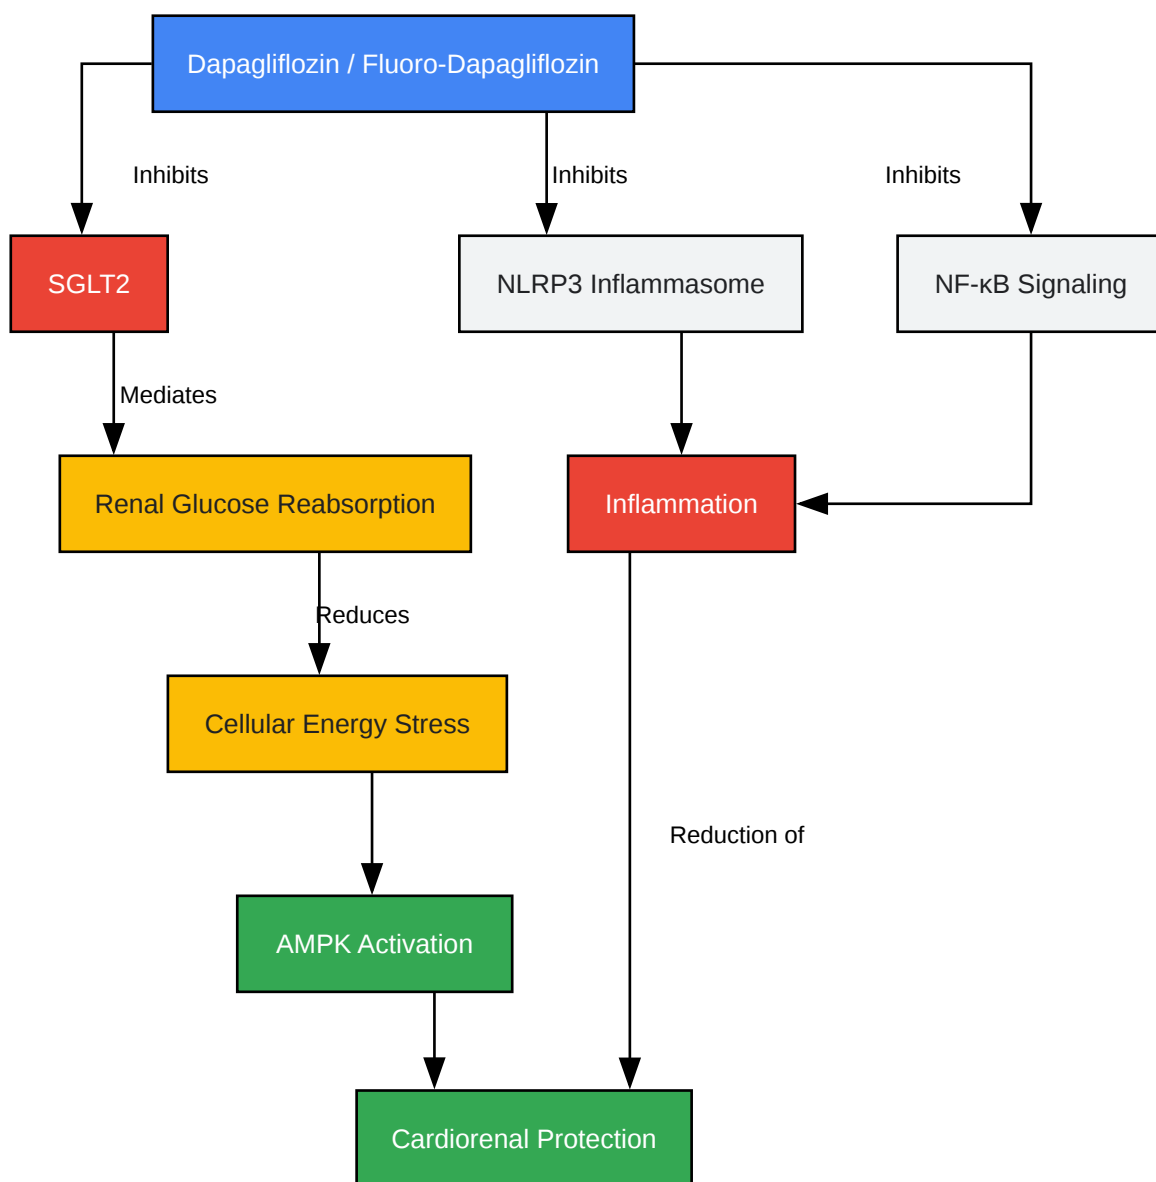 Dapagliflozin / Fluoro-Dapagliflozin
Inhibits
Inhibits
Inhibits
SGLT2
NLRP3 Inflammasome
NF-κB Signaling
Mediates
Renal Glucose Reabsorption
Inflammation
Reduces
Cellular Energy Stress
Reduction of
AMPK Activation
Cardiorenal Protection